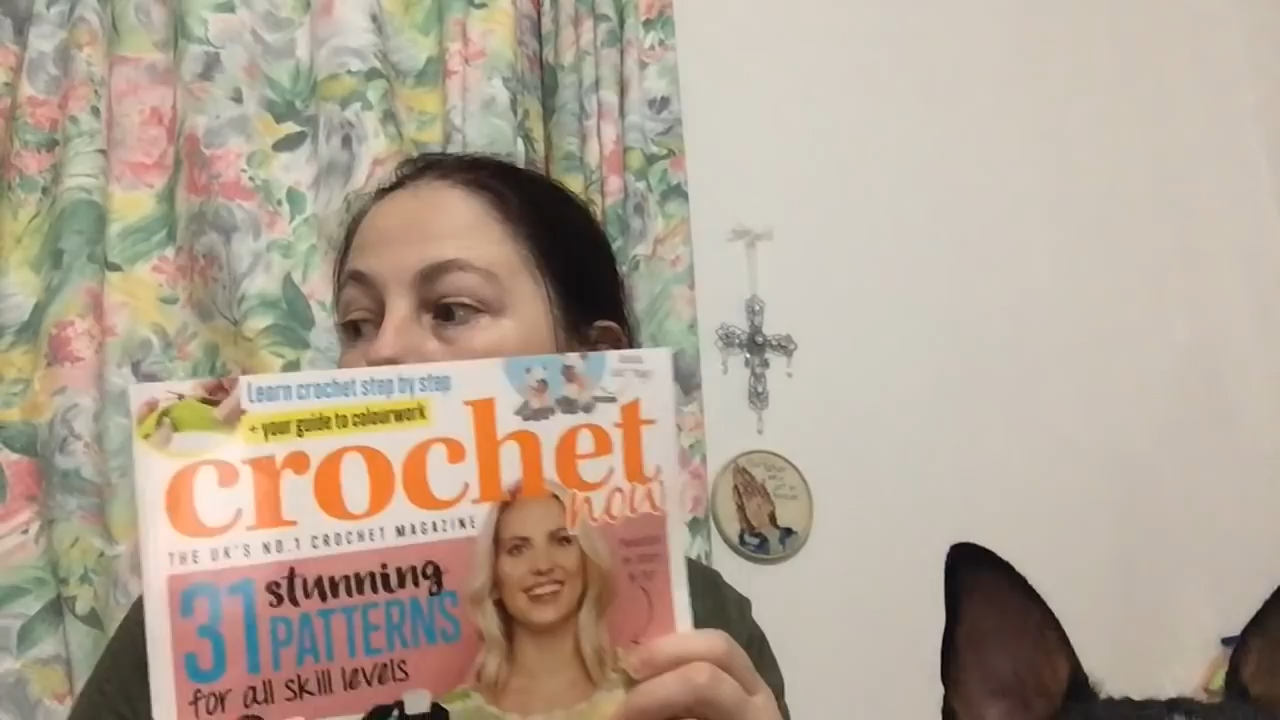 Learn crochet step by step
+ your guide to colourwork
crochet
now
THE UK'S NO.1 CROCHET MAGAZINE
31 stunning
PATTERNS
for all skill levels